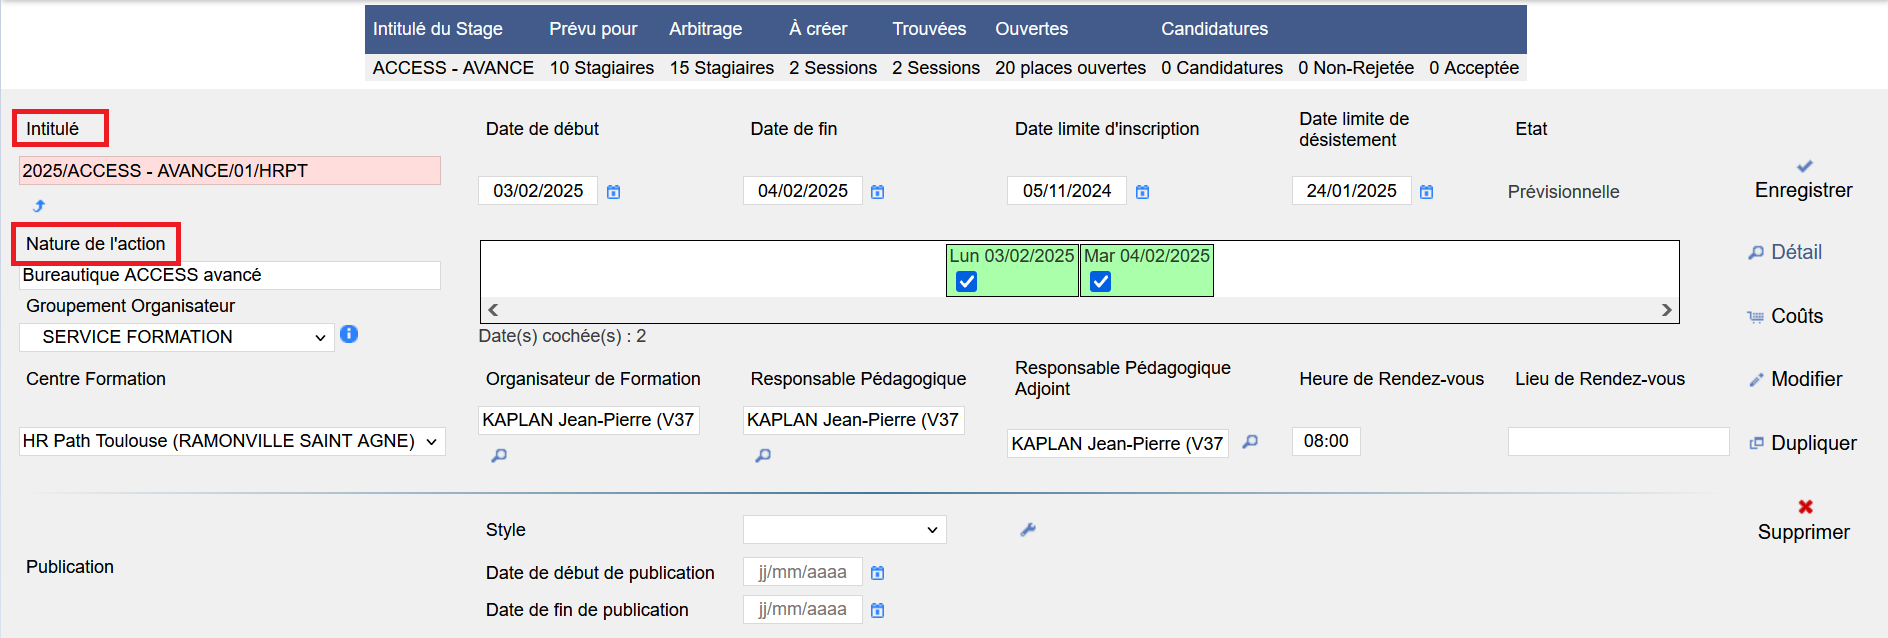 Intitulé du Stage Prévu pour Arbitrage À créer Trouvées Ouvertes Candidatures
ACCESS - AVANCE 10 Stagiaires 15 Stagiaires 2 Sessions 2 Sessions 20 places ouvertes 0 Candidatures 0 Non-Rejetée 0 Acceptée
Intitulé Date de début Date de fin Date limite d'inscription Date limite de désistement Etat
2025/ACCESS - AVANCE/01/HRPT
03/02/2025 04/02/2025 05/11/2024 24/01/2025 Prévisionnelle
Enregistrer
Nature de l'action
Bureautique ACCESS avancé
Lun 03/02/2025 Mar 04/02/2025
Détail
Groupement Organisateur
SERVICE FORMATION
Date(s) cochée(s) : 2
Coûts
Centre Formation Organisateur de Formation Responsable Pédagogique Responsable Pédagogique Adjoint Heure de Rendez-vous Lieu de Rendez-vous
Modifier
HR Path Toulouse (RAMONVILLE SAINT AGNE) KAPLAN Jean-Pierre (V37 KAPLAN Jean-Pierre (V37 KAPLAN Jean-Pierre (V37 08:00
Dupliquer
Supprimer
Style
Publication
Date de début de publication jj/mm/aaaa
Date de fin de publication jj/mm/aaaa